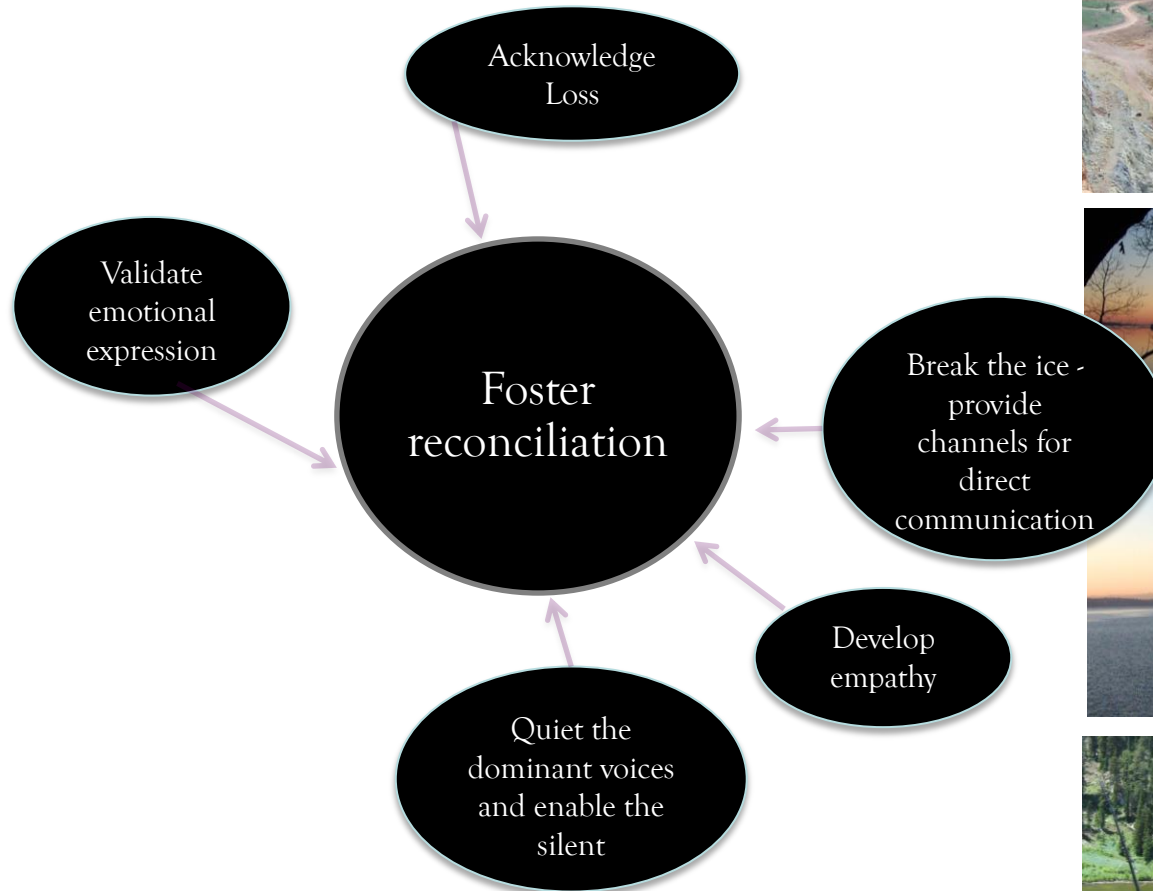 Acknowledge
Loss
Validate
emotional
expression
Foster
reconciliation
Break the ice -
provide
channels for
direct
communication
Develop
empathy
Quiet the
dominant voices
and enable the
silent